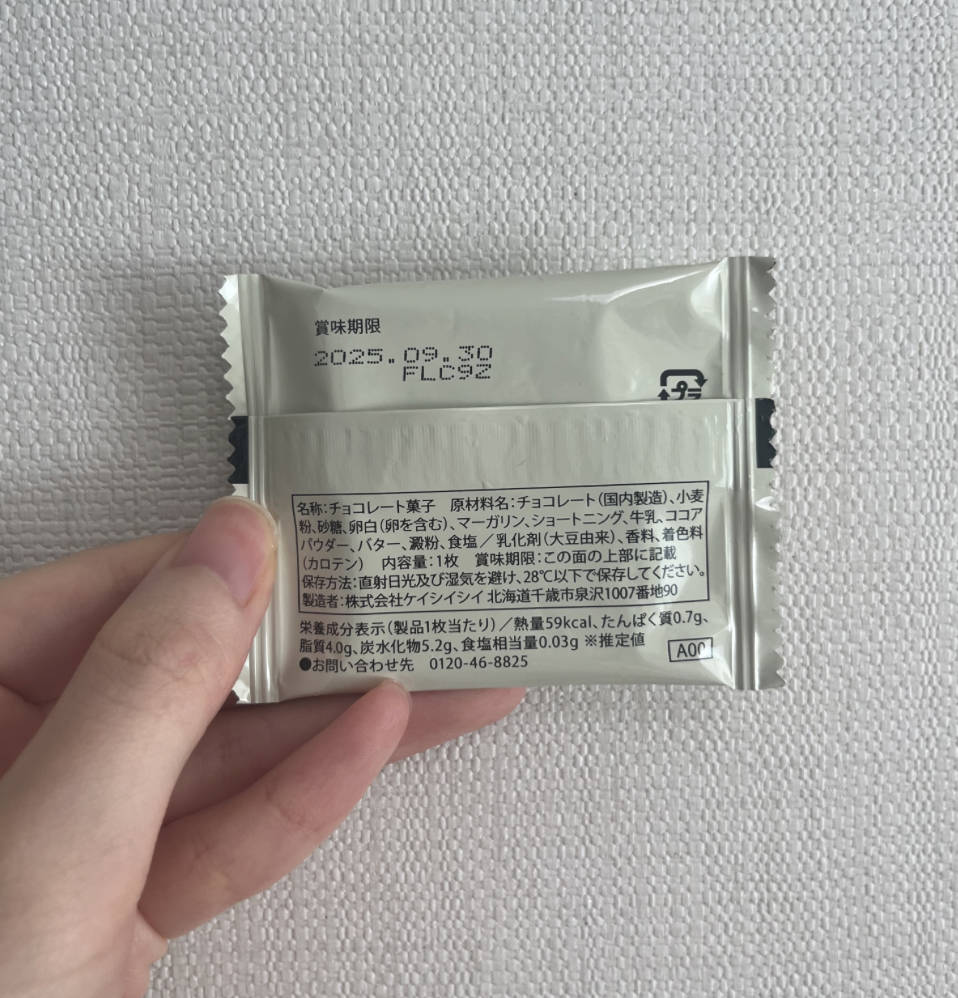 賞味期限
2025.09.30
FLC9Z
プラ
名称:チョコレート菓子 原材料名:チョコレート(国内製造)、小麦
粉、砂糖、卵白(卵を含む)、マーガリン、ショートニング、牛乳、ココア
パウダー、バター、澱粉、食塩／乳化剤(大豆由来)、香料、着色料
(カロテン) 内容量:1枚 賞味期限:この面の上部に記載
保存方法:直射日光及び湿気を避け、28℃以下で保存してください。
製造者:株式会社ケイシイシイ 北海道千歳市泉沢1007番地90
栄養成分表示(製品1枚当たり)／熱量59kcal、たんぱく質0.7g、
脂質4.0g、炭水化物5.2g、食塩相当量0.03g ※推定値
●お問い合わせ先 0120-46-8825
A00